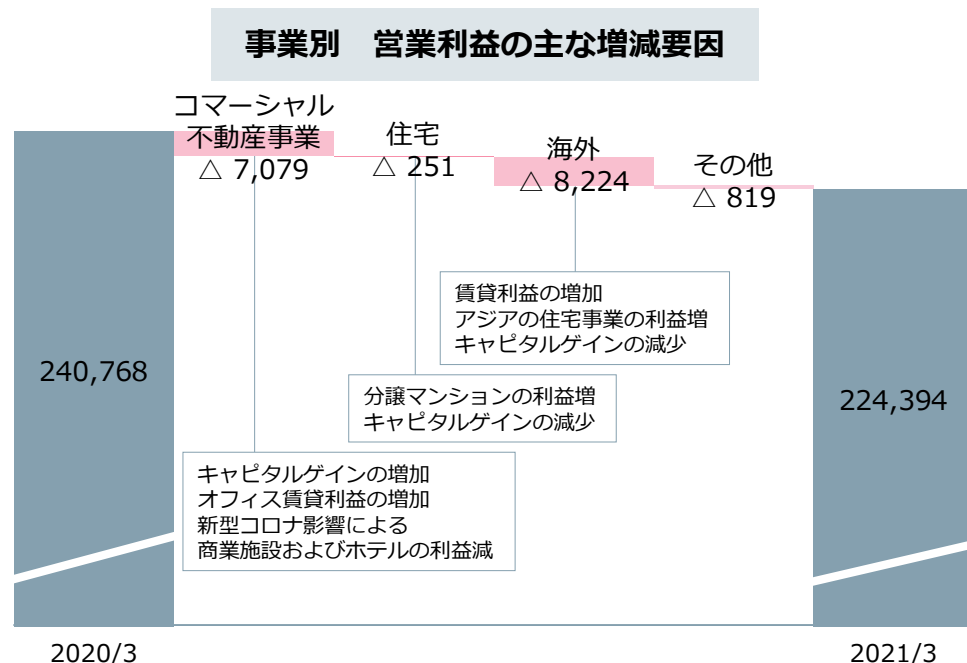 事業別　営業利益の主な増減要因
コマーシャル
不動産事業
△ 7,079
住宅
△ 251
海外
△ 8,224
その他
△ 819
賃貸利益の増加
アジアの住宅事業の利益増
キャピタルゲインの減少
240,768
224,394
分譲マンションの利益増
キャピタルゲインの減少
キャピタルゲインの増加
オフィス賃貸利益の増加
新型コロナ影響による
商業施設およびホテルの利益減
2020/3
2021/3